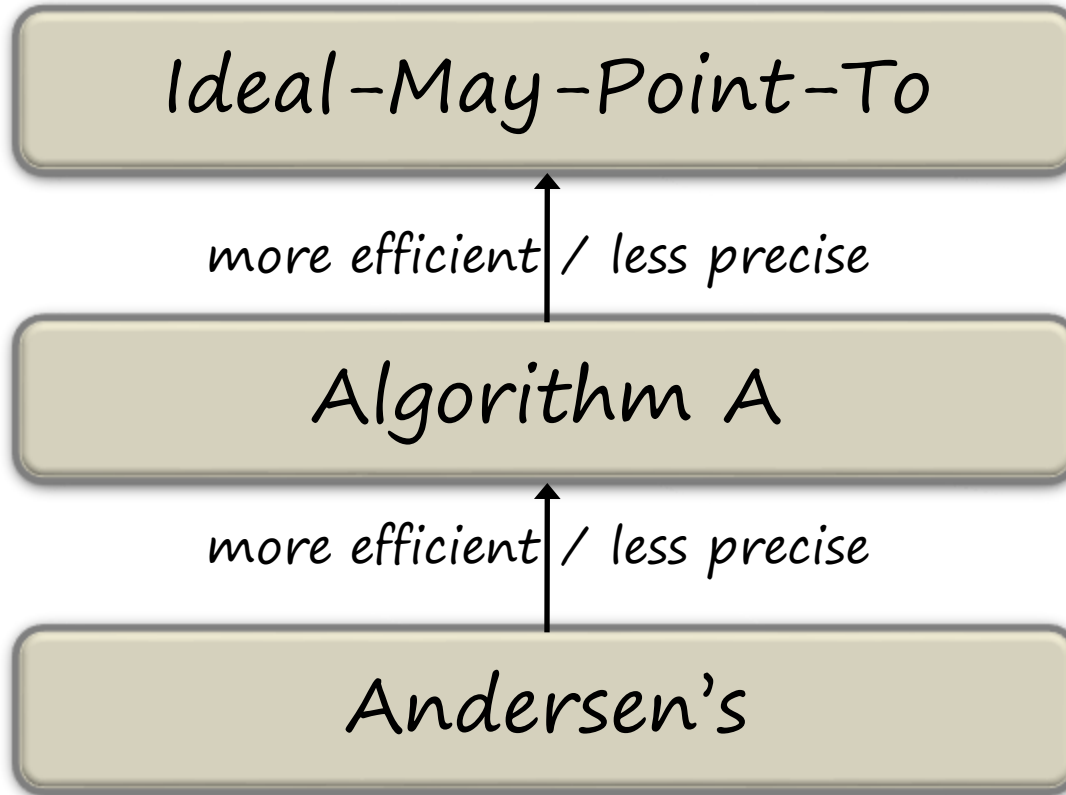 Ideal-May-Point-To
more efficient / less precise
Algorithm A
more efficient / less precise
Andersen's